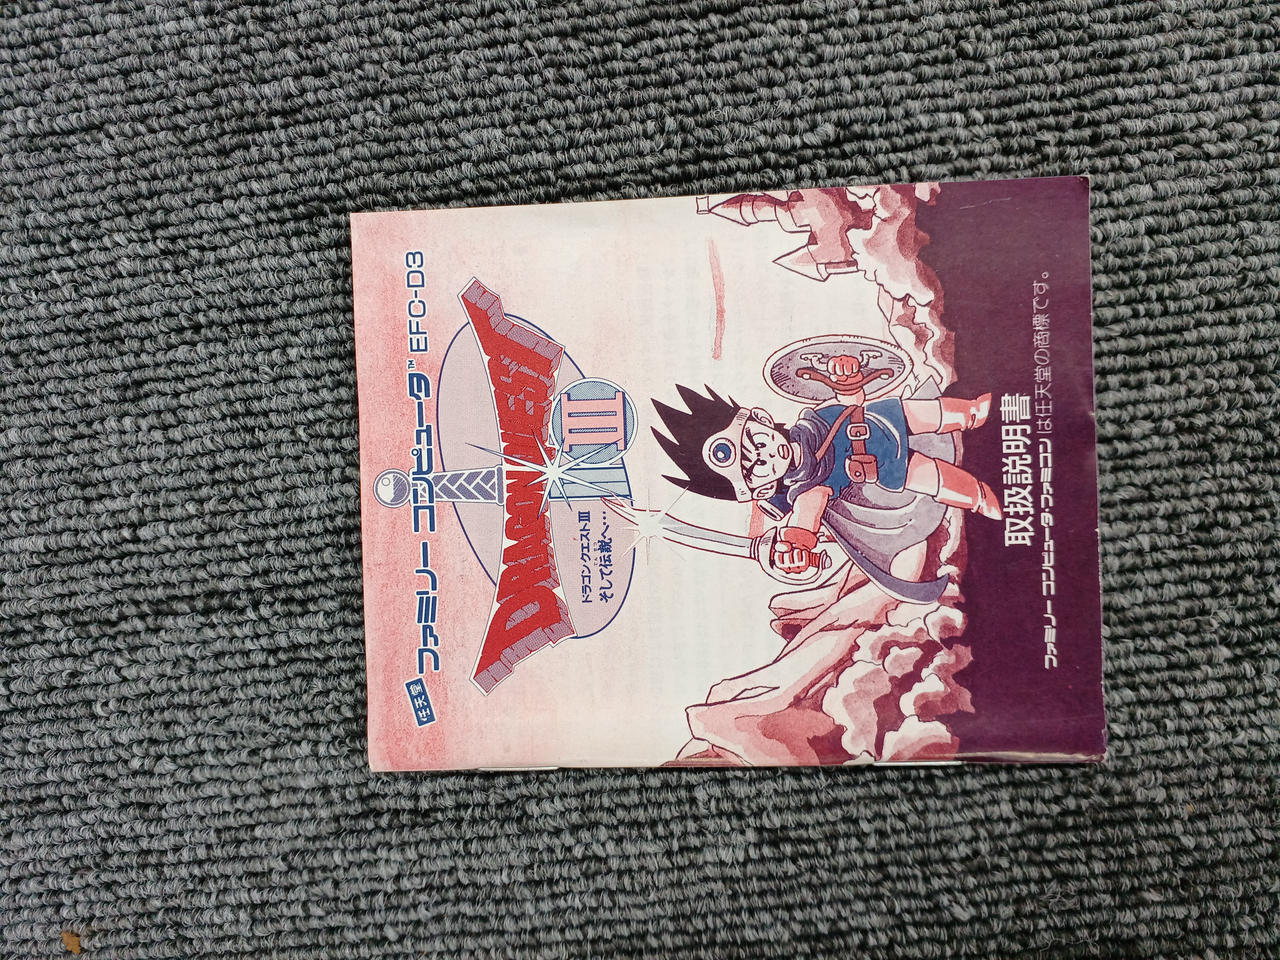 任天堂 ファミリーコンピュータ™ EFC-D3
DRAGON QUEST
III
ドラゴンクエストIII
そして伝説へ…
取扱説明書
ファミリーコンピュータ・ファミコンは任天堂の商標です。